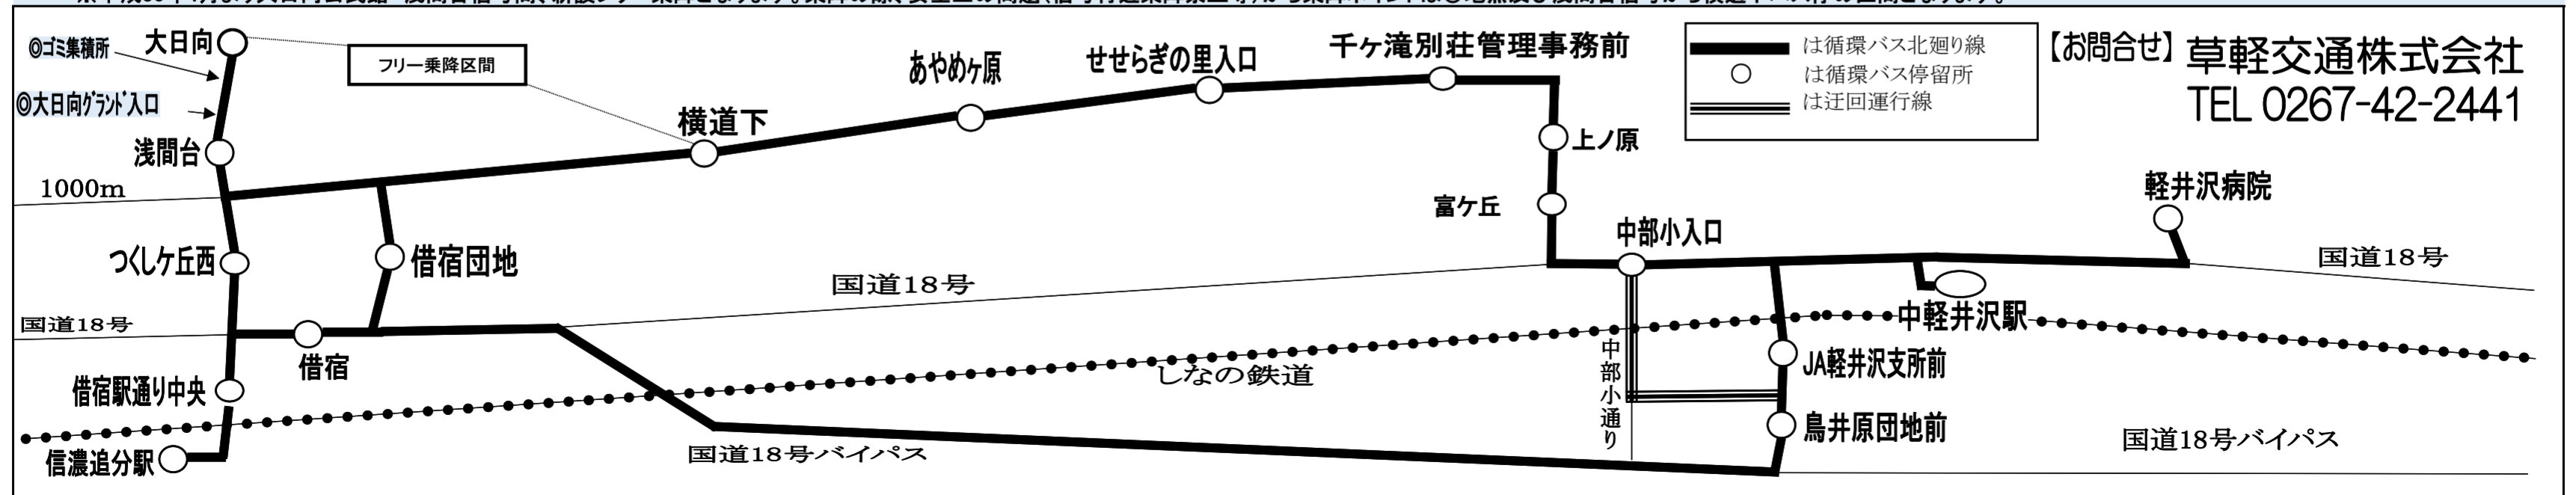 ◎ゴミ集積所
大日向
フリー乗降区間
◎大日向グランド入口
浅間台
1000m
横道下
あやめヶ原
せせらぎの里入口
千ヶ滝別荘管理事務前
は循環バス北廻り線
は循環バス停留所
は迂回運行線
【お問合せ】 草軽交通株式会社
TEL 0267-42-2441
上ノ原
富ケ丘
中部小入口
軽井沢病院
つくしケ丘西
借宿団地
国道18号
国道18号
国道18号
借宿
借宿駅通り中央
しなの鉄道
中部小通り
中軽井沢駅
JA軽井沢支所前
鳥井原団地前
信濃追分駅
国道18号バイパス
国道18号バイパス